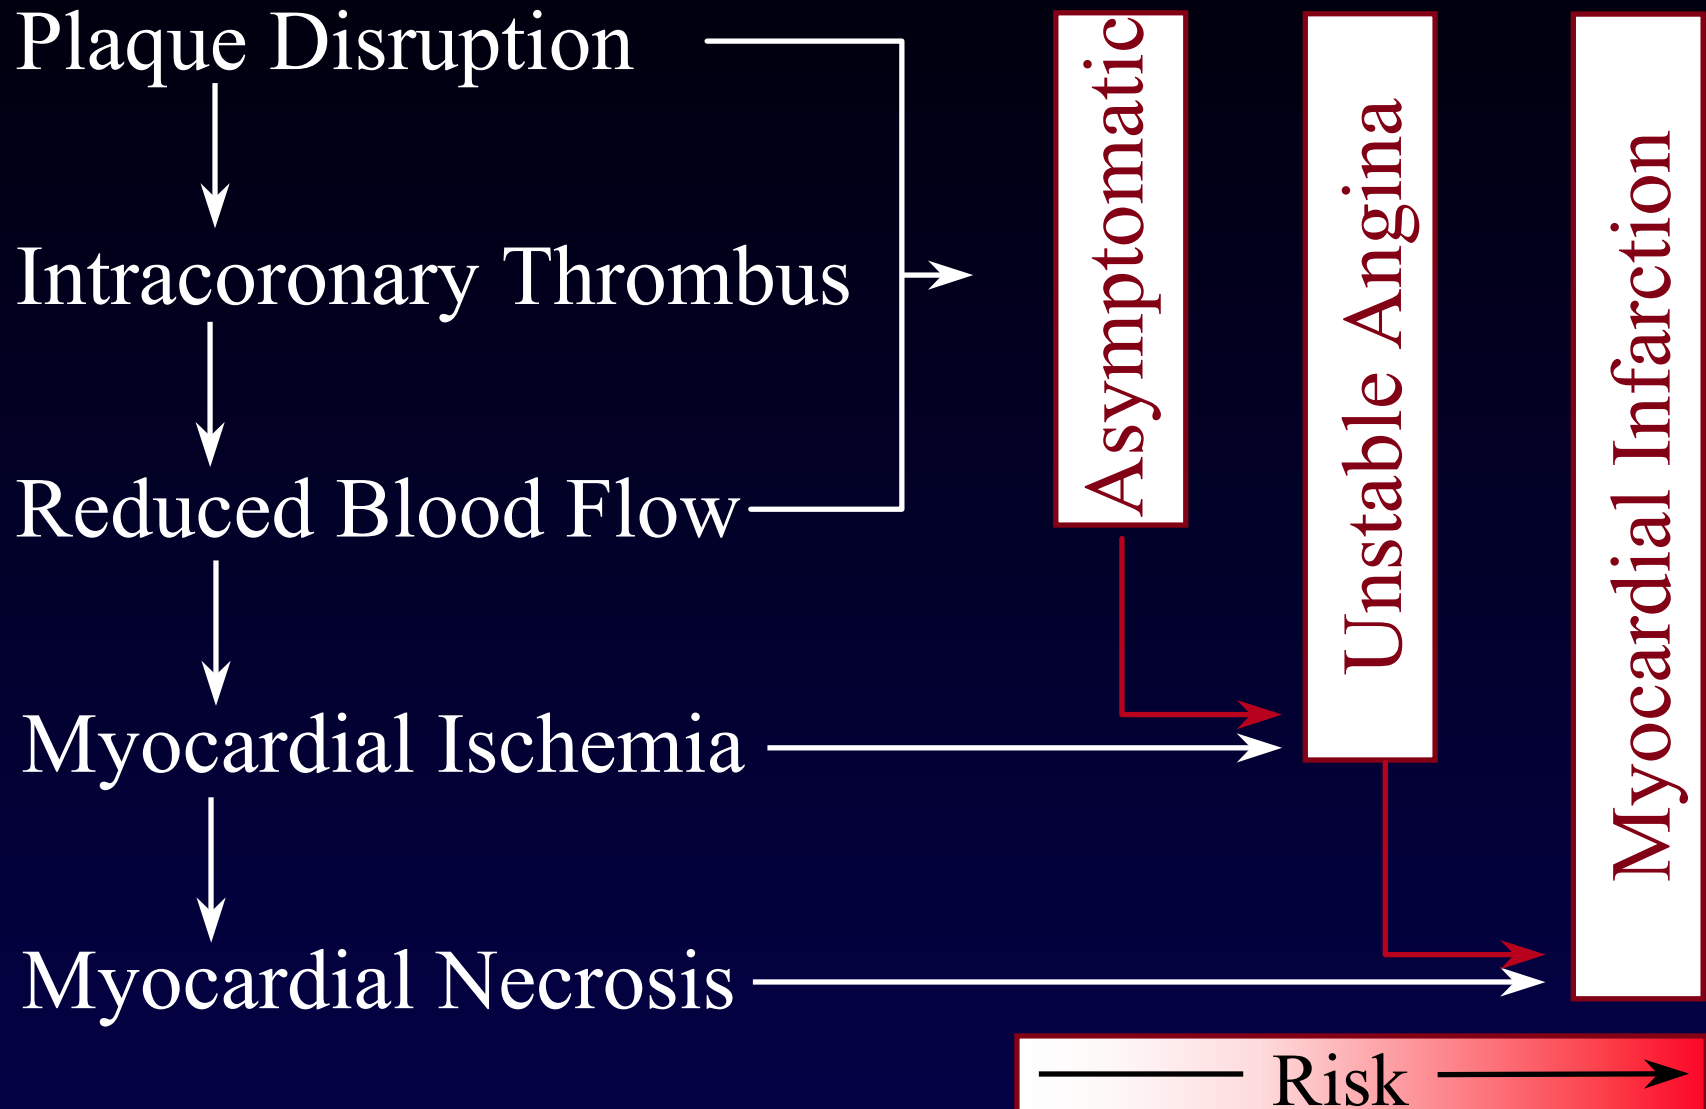 Plaque Disruption
Intracoronary Thrombus
Reduced Blood Flow
Myocardial Ischemia
Myocardial Necrosis
Asymptomatic
Unstable Angina
Myocardial Infarction
Risk